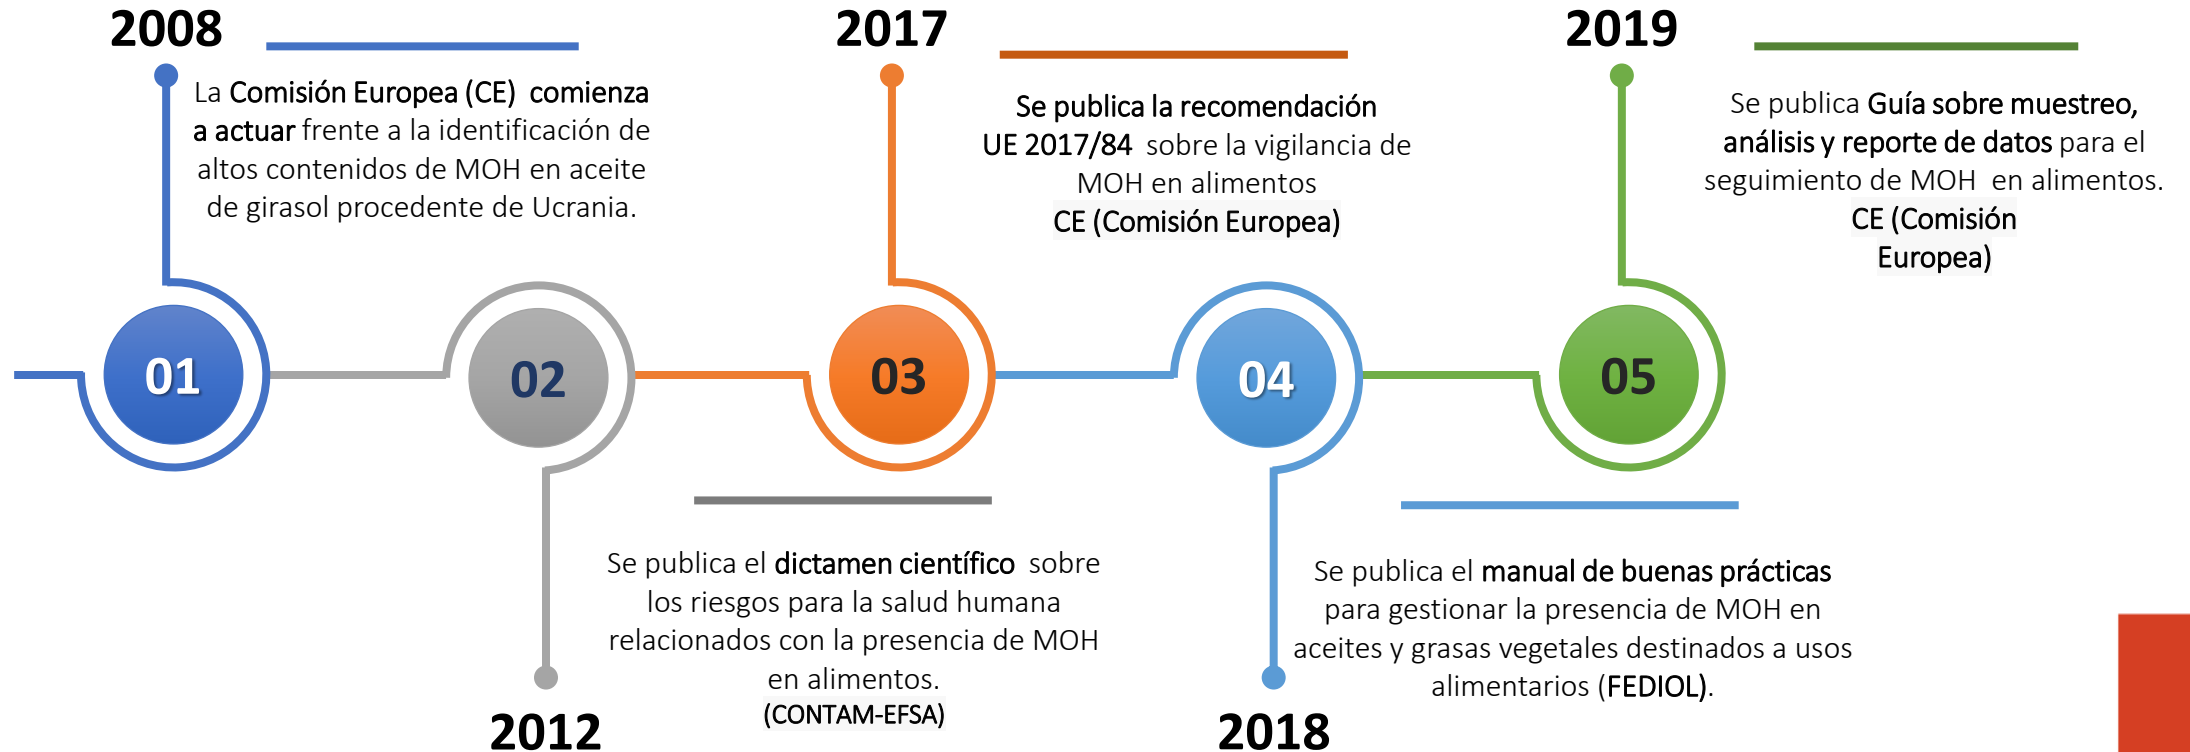 2008
La Comisión Europea (CE) comienza
a actuar frente a la identificación de
altos contenidos de MOH en aceite
de girasol procedente de Ucrania.
01
02
Se publica el dictamen científico sobre
los riesgos para la salud humana
relacionados con la presencia de MOH
en alimentos.
(CONTAM-EFSA)
2012
2017
Se publica la recomendación
UE 2017/84 sobre la vigilancia de
MOH en alimentos
CE (Comisión Europea)
03
04
Se publica el manual de buenas prácticas
para gestionar la presencia de MOH en
aceites y grasas vegetales destinados a usos
alimentarios (FEDIOL).
2018
2019
Se publica Guía sobre muestreo,
análisis y reporte de datos para el
seguimiento de MOH en alimentos.
CE (Comisión
Europea)
05